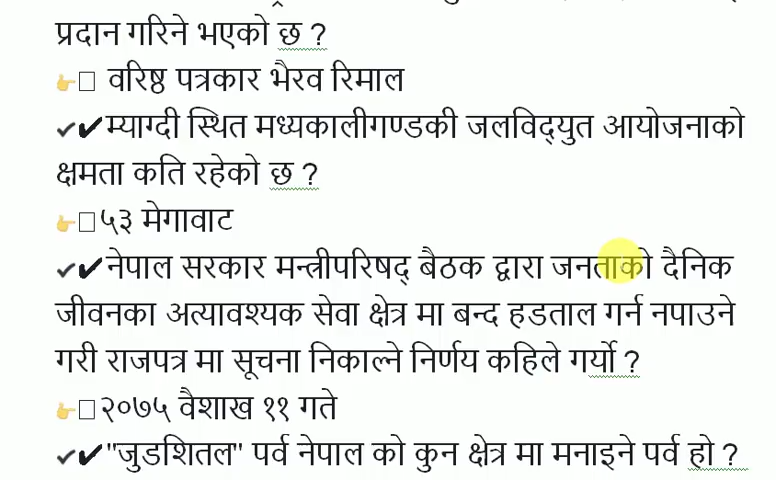 प्रदान गरिने भएको छ ?
👉□ वरिष्ठ पत्रकार भैरव रिमाल
✔✔म्याग्दी स्थित मध्यकालीगण्डकी जलविद्युत आयोजनाको
क्षमता कति रहेको छ ?
👉□५३ मेगावाट
✔✔नेपाल सरकार मन्त्रीपरिषद् बैठक द्वारा जनताको दैनिक
जीवनका अत्यावश्यक सेवा क्षेत्र मा बन्द हडताल गर्न नपाउने
गरी राजपत्र मा सूचना निकाल्ने निर्णय कहिले गर्यो ?
👉□२०७५ वैशाख ११ गते
✔✔"जुडशितल" पर्व नेपाल को कुन क्षेत्र मा मनाइने पर्व हो ?